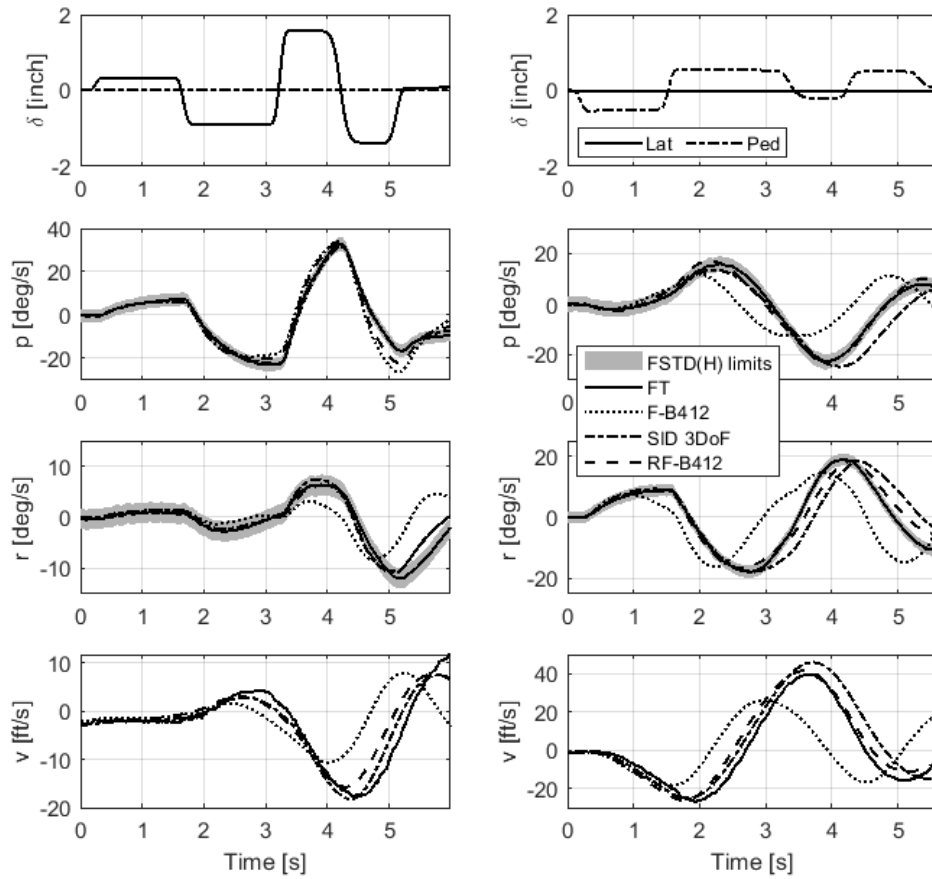 2
0
-2
δ [inch]
0 1 2 3 4 5
2
0
-2
δ [inch]
Lat Ped
0 1 2 3 4 5
40
20
0
-20
p [deg/s]
0 1 2 3 4 5
20
0
-20
p [deg/s]
0 1 2 3 4 5
FSTD(H) limits
FT
F-B412
SID 3DoF
RF-B412
10
0
-10
r [deg/s]
0 1 2 3 4 5
20
0
-20
r [deg/s]
0 1 2 3 4 5
10
0
-10
-20
v [ft/s]
0 1 2 3 4 5
Time [s]
40
20
0
-20
v [ft/s]
0 1 2 3 4 5
Time [s]